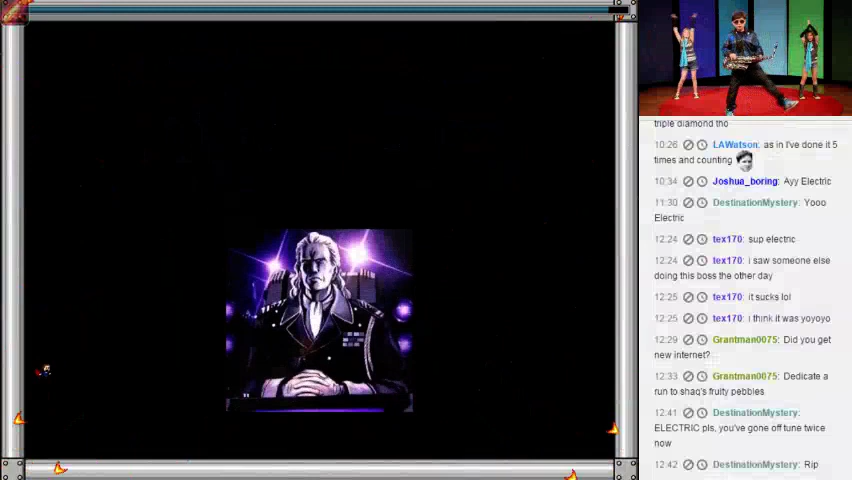 triple diamond tho
10:26 LAWatson: as in I've done it 5
times and counting
10:34 Joshua_boring: Ayy Electric
11:30 DestinationMystery: Yooo
Electric
12:24 tex170: sup electric
12:24 tex170: i saw someone else
doing this boss the other day
12:25 tex170: it sucks lol
12:25 tex170: i think it was yoyoyo
12:29 Grantman0075: Did you get
new internet?
12:33 Grantman0075: Dedicate a
run to shaq's fruity pebbles
12:41 DestinationMystery:
ELECTRIC pls, you've gone off tune twice
now
12:42 DestinationMystery: Rip